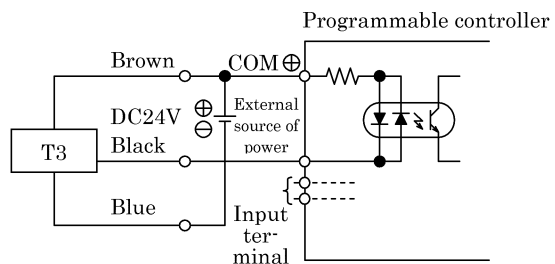 Programmable controller
Brown
COM ⊕
DC24V
⊕
⊖
External
source of
power
T3
Black
Blue
Input
ter-
minal